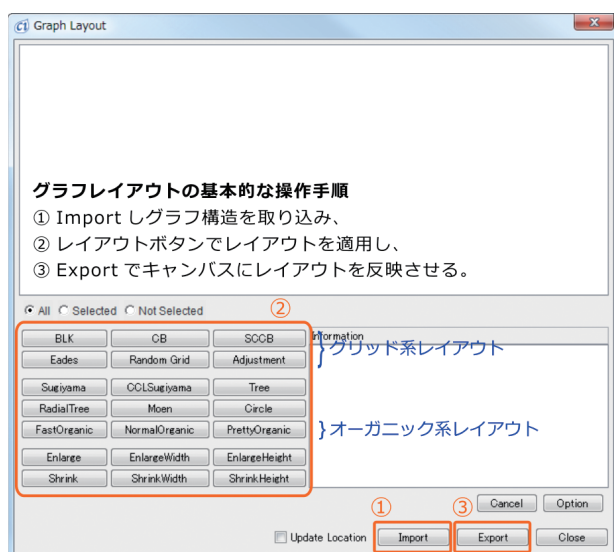 Ci Graph Layout
グラフレイアウトの基本的な操作手順
① Import しグラフ構造を取り込み、
② レイアウトボタンでレイアウトを適用し、
③ Export でキャンバスにレイアウトを反映させる。
All Selected Not Selected ②
BLK CB SCCB Information
Eades Random Grid Adjustment }グリッド系レイアウト
Sugiyama CCLSugiyama Tree
RadialTree Moen Circle
FastOrganic NormalOrganic PrettyOrganic }オーガニック系レイアウト
Enlarge EnlargeWidth EnlargeHeight
Shrink ShrinkWidth ShrinkHeight
① ③ Cancel Option
Update Location Import Export Close